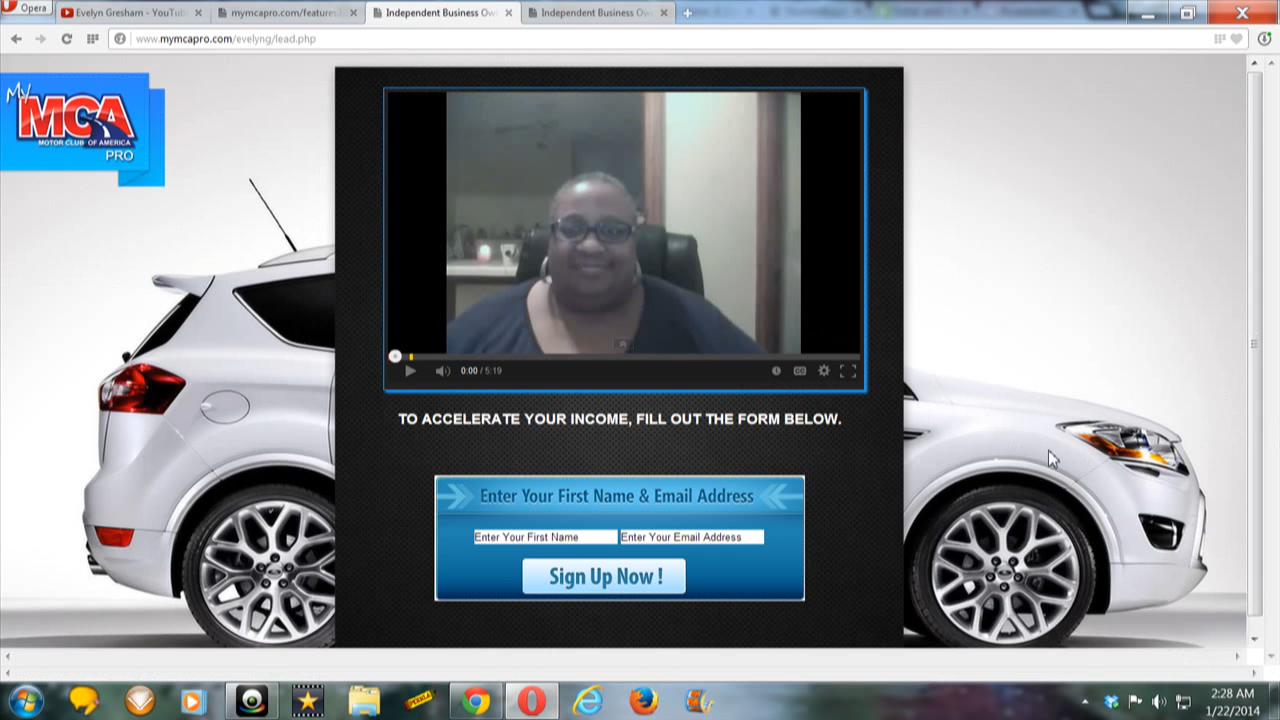 Opera
Evelyn Gresham - YouTu
mymcapro.com/features
Independent Business Ow
Independent Business Ow
www.mymcapro.com/evelyng/lead.php
My
MCA
MOTOR CLUB OF AMERICA
PRO
0:00 / 5:19
CC
TO ACCELERATE YOUR INCOME, FILL OUT THE FORM BELOW.
Enter Your First Name & Email Address
Enter Your First Name
Enter Your Email Address
Sign Up Now !
2:28 AM
1/22/2014